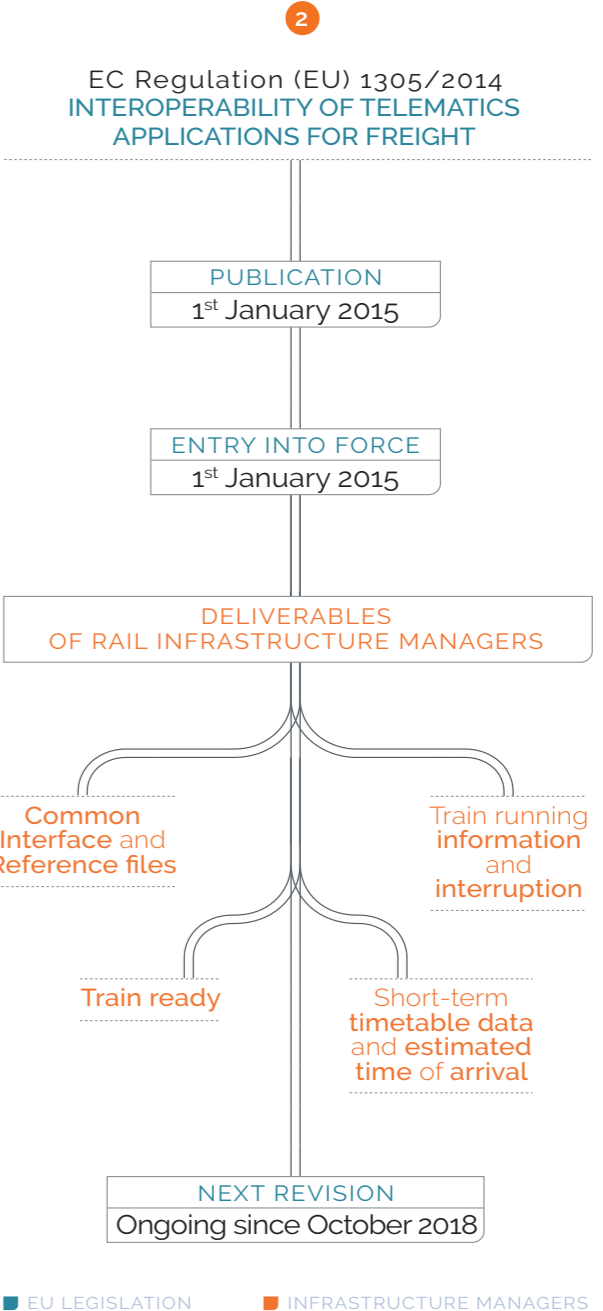 2
EC Regulation (EU) 1305/2014
INTEROPERABILITY OF TELEMATICS
APPLICATIONS FOR FREIGHT
PUBLICATION
1st January 2015
ENTRY INTO FORCE
1st January 2015
DELIVERABLES
OF RAIL INFRASTRUCTURE MANAGERS
Common
Interface and
Reference files
Train running
information
and
interruption
Train ready
Short-term
timetable data
and estimated
time of arrival
NEXT REVISION
Ongoing since October 2018
EU LEGISLATION
INFRASTRUCTURE MANAGERS